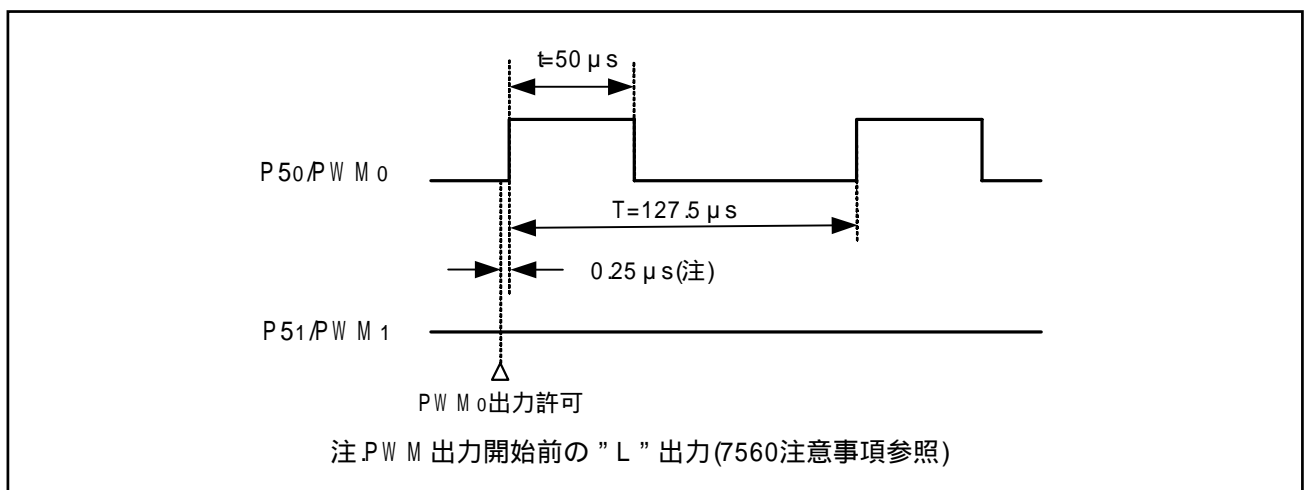 t=50 μs
P50/PWM0
T=127.5 μs
0.25 μs(注)
P51/PWM1
PWM0出力許可
注.PWM出力開始前の”L”出力(7560注意事項参照)